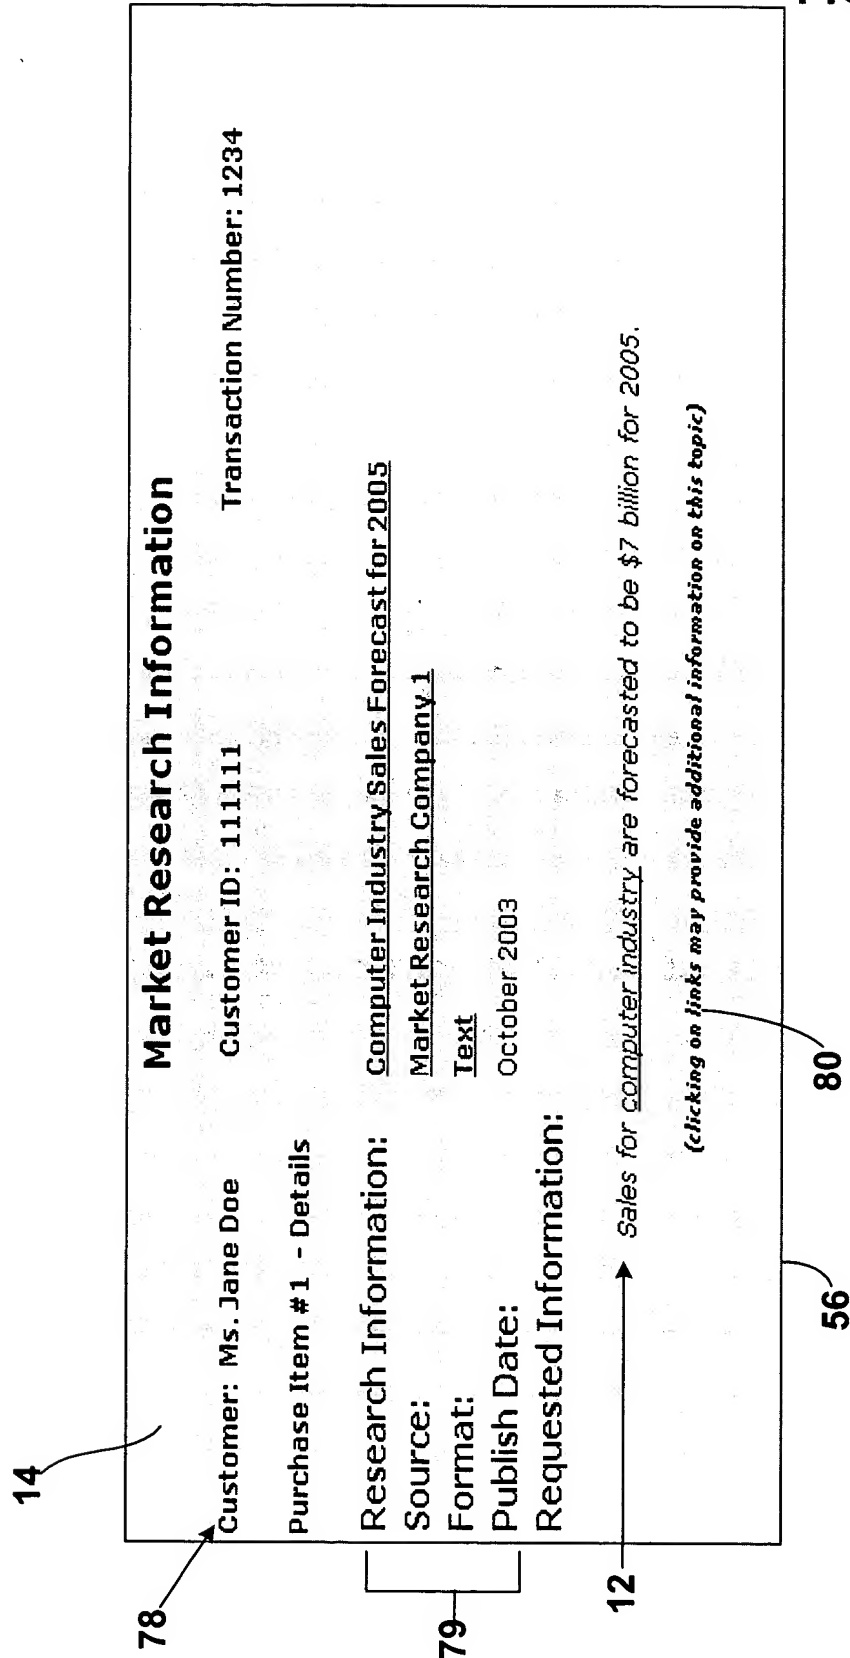 Market Research Information
Customer: Ms. Jane Doe Customer ID: 111111 Transaction Number: 1234
Purchase Item #1 - Details
Research Information: Computer Industry Sales Forecast for 2005
Source: Market Research Company 1
Format: Text
Publish Date: October 2003
Requested Information:
Sales for computer industry are forecasted to be $7 billion for 2005.
(clicking on links may provide additional information on this topic)
14
78
79
12
80
56